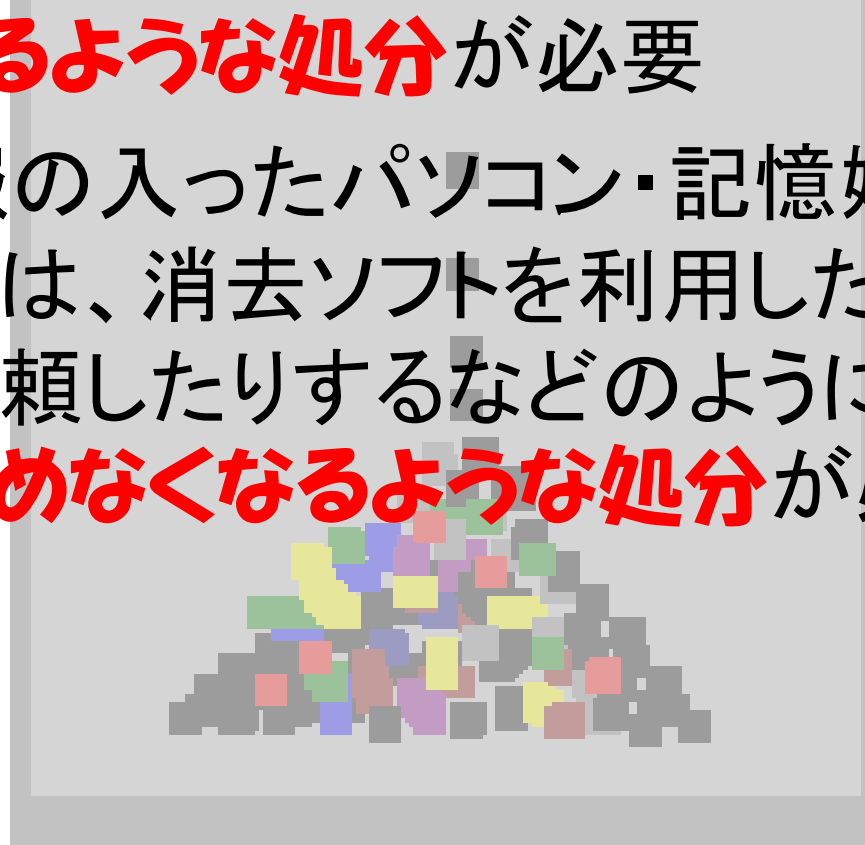 るような処分が必要
の入ったパソコン・記憶
は、消去ソフトを利用した
頼したりするなどのように
めなくなるような処分が